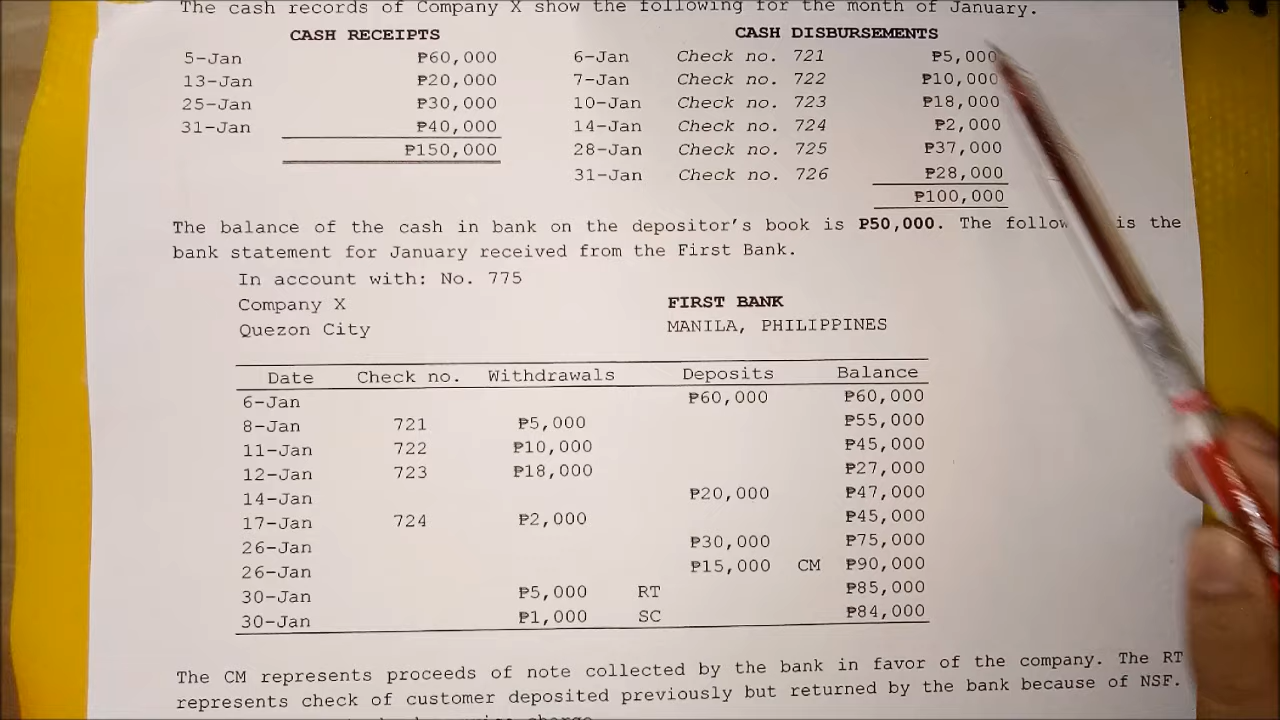 The cash records of Company X show the following for the month of January.
CASH RECEIPTS CASH DISBURSEMENTS
5-Jan ₱60,000 6-Jan Check no. 721 ₱5,000
13-Jan ₱20,000 7-Jan Check no. 722 ₱10,000
25-Jan ₱30,000 10-Jan Check no. 723 ₱18,000
31-Jan ₱40,000 14-Jan Check no. 724 ₱2,000
₱150,000 28-Jan Check no. 725 ₱37,000
31-Jan Check no. 726 ₱28,000
₱100,000
The balance of the cash in bank on the depositor's book is ₱50,000. The follow is the
bank statement for January received from the First Bank.
In account with: No. 775
Company X FIRST BANK
Quezon City MANILA, PHILIPPINES
Date Check no. Withdrawals Deposits Balance
6-Jan ₱60,000 ₱60,000
8-Jan 721 ₱5,000 ₱55,000
11-Jan 722 ₱10,000 ₱45,000
12-Jan 723 ₱18,000 ₱27,000
14-Jan ₱20,000 ₱47,000
17-Jan 724 ₱2,000 ₱45,000
26-Jan ₱30,000 ₱75,000
26-Jan ₱15,000 CM ₱90,000
30-Jan ₱5,000 RT ₱85,000
30-Jan ₱1,000 SC ₱84,000
The CM represents proceeds of note collected by the bank in favor of the company. The RT
represents check of customer deposited previously but returned by the bank because of NSF.